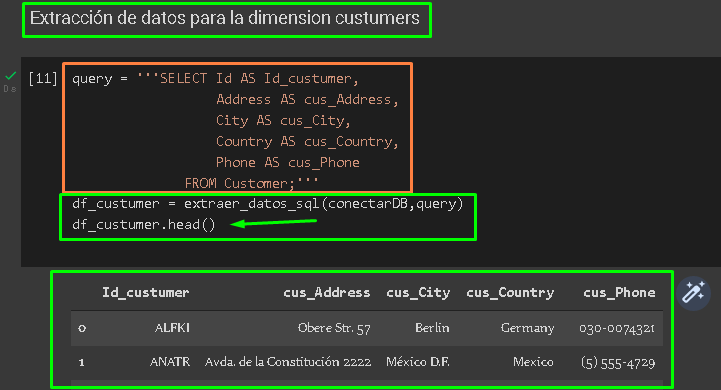 Extracción de datos para la dimension custumers
[11] query = '''SELECT Id AS Id_custumer,
Address AS cus_Address,
City AS cus_City,
Country AS cus_Country,
Phone AS cus_Phone
FROM Customer;'''
0 s
df_custumer = extraer_datos_sql(conectarDB,query)
df_custumer.head()
Id_custumer cus_Address cus_City cus_Country cus_Phone
0 ALFKI Obere Str. 57 Berlin Germany 030-0074321
1 ANATR Avda. de la Constitución 2222 México D.F. Mexico (5) 555-4729